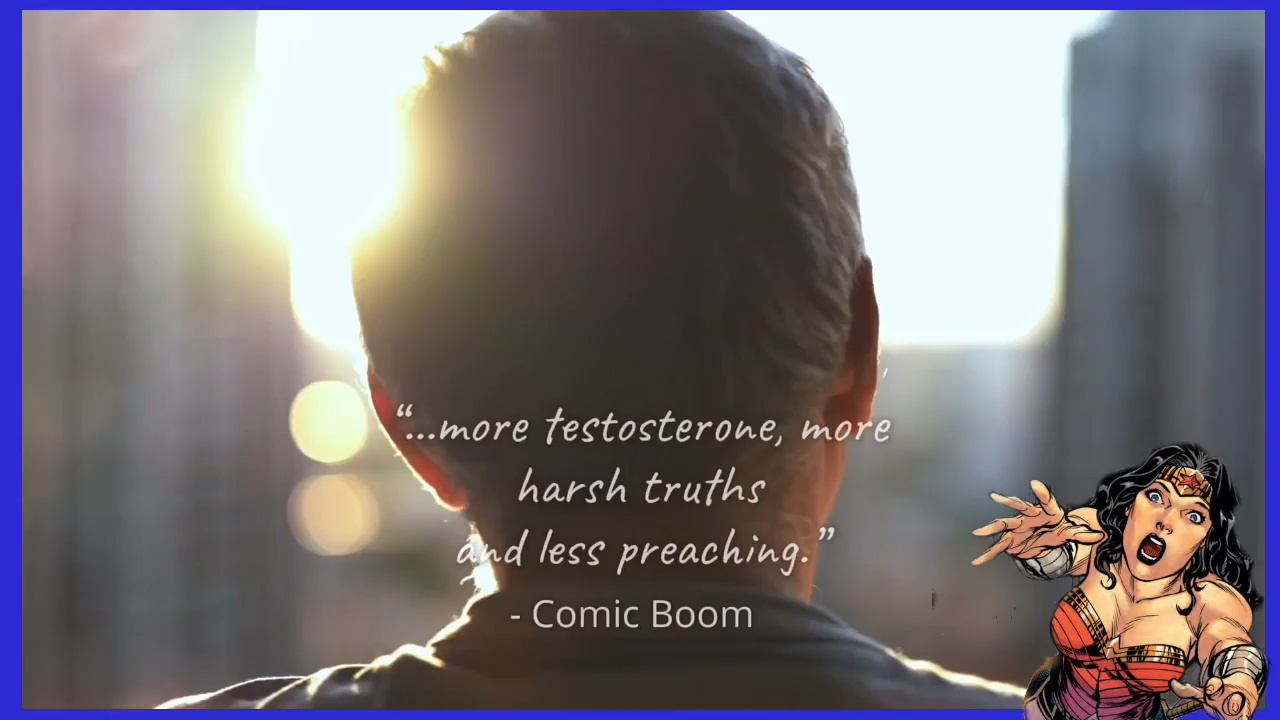 “...more testosterone, more
harsh truths
and less preaching.”
- Comic Boom